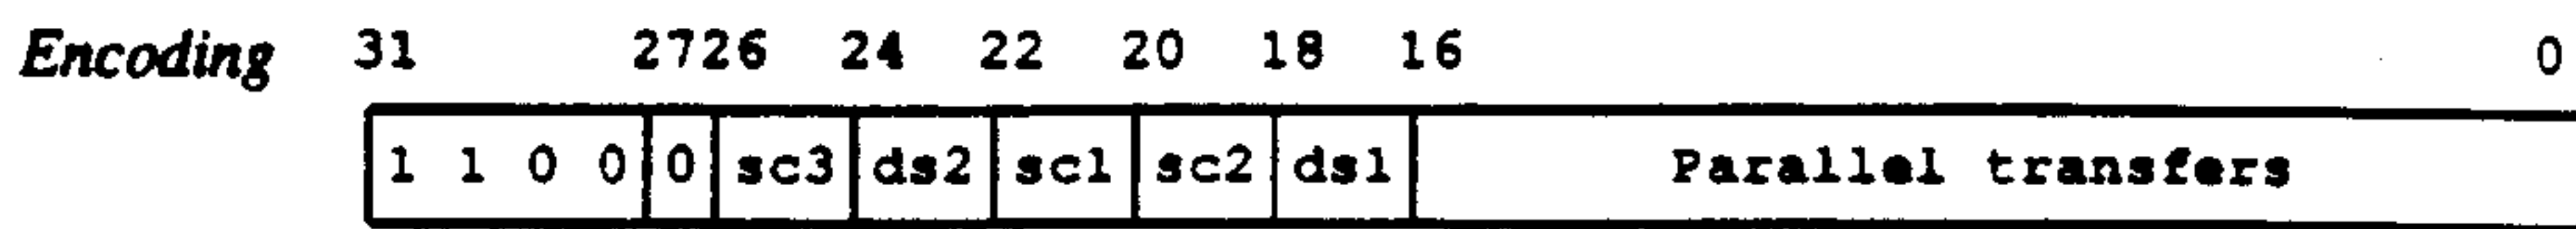 Encoding 31 2726 24 22 20 18 16 0
1 1 0 0 0 sc3 ds2 sc1 sc2 ds1 Parallel transfers